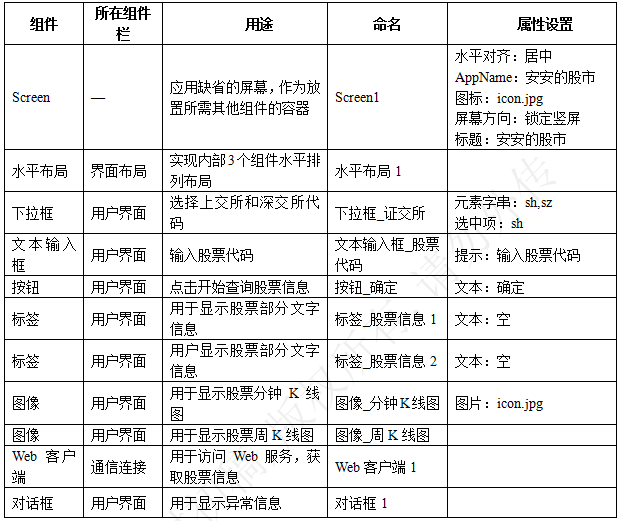 组件 所在组件栏 用途 命名 属性设置
Screen — 应用缺省的屏幕，作为放置所需其他组件的容器 Screen1 水平对齐：居中
AppName：安安的股市
图标：icon.jpg
屏幕方向：锁定竖屏
标题：安安的股市
水平布局 界面布局 实现内部 3 个组件水平排列布局 水平布局 1
下拉框 用户界面 选择上交所和深交所代码 下拉框_证交所 元素字串：sh,sz
选中项：sh
文本输入框 用户界面 输入股票代码 文本输入框_股票代码 提示：输入股票代码
按钮 用户界面 点击开始查询股票信息 按钮_确定 文本：确定
标签 用户界面 用于显示股票部分文字信息 标签_股票信息 1 文本：空
标签 用户界面 用户显示股票部分文字信息 标签_股票信息 2 文本：空
图像 用户界面 用于显示股票分钟 K 线图 图像_分钟K线图 图片：icon.jpg
图像 用户界面 用于显示股票周 K 线图 图像_周 K 线图
Web 客户端 通信连接 用于访问 Web 服务，获取股票信息 Web 客户端 1
对话框 用户界面 用于显示异常信息 对话框 1